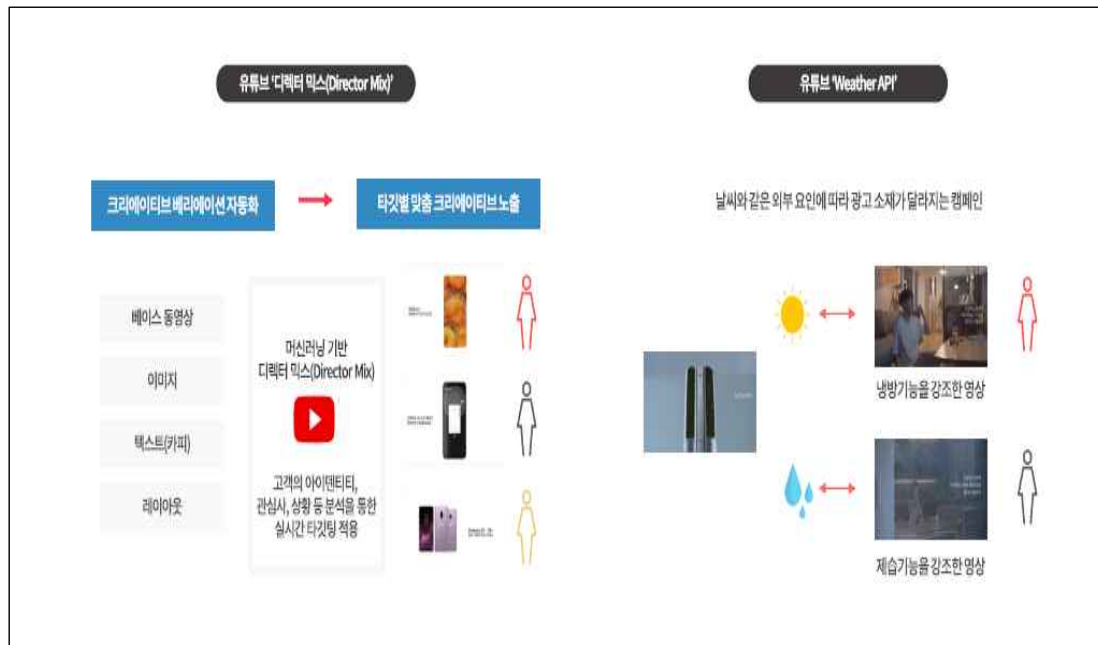 유튜브 '디렉터 믹스(Director Mix)'
크리에이티브 베리에이션 자동화
타깃별 맞춤 크리에이티브 노출
베이스 동영상
이미지
텍스트(카피)
레이아웃
머신러닝 기반
디렉터 믹스(Director Mix)
고객의 아이덴티티,
관심사, 상황 등 분석을 통한
실시간 타깃팅 적용
유튜브 'Weather API'
날씨와 같은 외부 요인에 따라 광고 소재가 달라지는 캠페인
냉방기능을 강조한 영상
제습기능을 강조한 영상